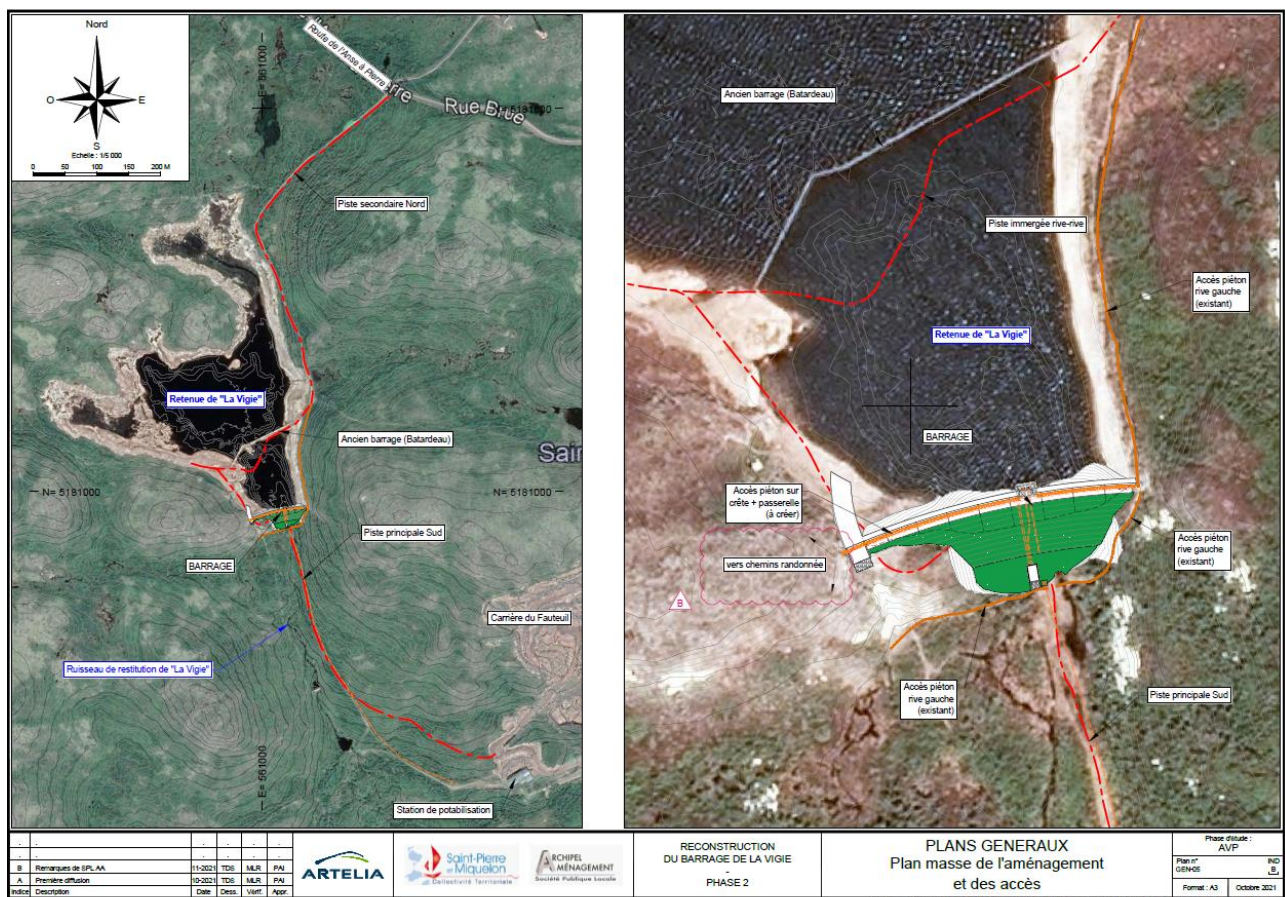 Nord
O
E
S
Echelle : 1/5 000
0 50 100 150 200 M
E= 561000
Route de l'Anse à Pierre
Rue Brue
N= 5181500
Piste secondaire Nord
Retenue de "La Vigie"
Ancien barrage (Batardeau)
Sain
N= 5181000
N= 5181000
Piste principale Sud
BARRAGE
Carrière du Fauteuil
Ruisseau de restitution de "La Vigie"
E= 561000
Station de potabilisation
Ancien barrage (Batardeau)
Piste immergée rive-rive
Accès piéton
rive gauche
(existant)
Retenue de "La Vigie"
BARRAGE
Accès piéton sur
crête + passerelle
(à créer)
vers chemins randonnée
B
Accès piéton
rive gauche
(existant)
Accès piéton
rive gauche
(existant)
Piste principale Sud
B Remarques de SPL AA 11-2021 TDS MLR PAI
A Première diffusion 10-2021 TDS MLR PAI
Indice Description Date Dess. Vérif. Appr.
ARTELIA
Saint-Pierre
et Miquelon
Collectivité Territoriale
ARCHIPEL
AMÉNAGEMENT
Société Publique Locale
RECONSTRUCTION
DU BARRAGE DE LA VIGIE
-
PHASE 2
PLANS GENERAUX
Plan masse de l'aménagement
et des accès
Phase d'étude :
AVP
Plan n° IND
GEN-05 B
Format : A3 Octobre 2021